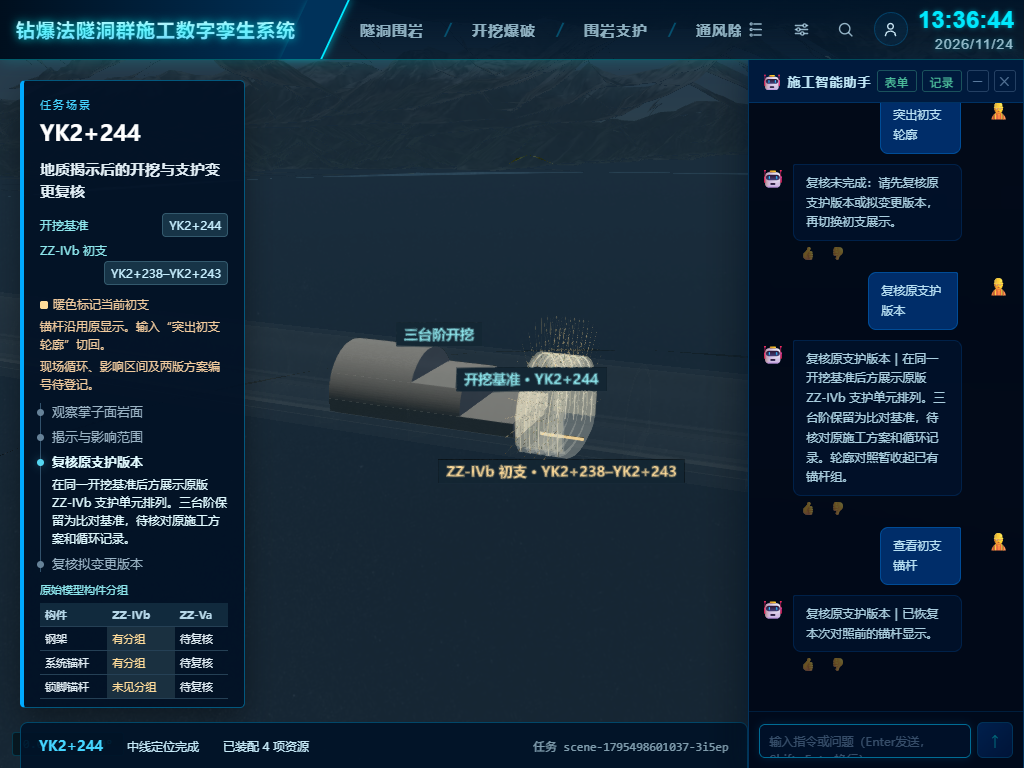 钻爆法隧洞群施工数字孪生系统
隧洞围岩 / 开挖爆破 / 围岩支护 / 通风除
13:36:44
2026/11/24
任务场景
YK2+244
地质揭示后的开挖与支护变
更复核
开挖基准 YK2+244
ZZ-IVb 初支
YK2+238—YK2+243
暖色标记当前初支
锚杆沿用原显示。输入“突出初支
轮廓”切回。
现场循环、影响区间及两版方案编
号待登记。
观察掌子面岩面
揭示与影响范围
复核原支护版本
在同一开挖基准后方展示原版
ZZ-IVb 支护单元排列。三台阶保
留为比对基准，待核对原施工方
案和循环记录。
复核拟变更版本
原始模型构件分组
构件 ZZ-IVb ZZ-Va
钢架 有分组 待复核
系统锚杆 有分组 待复核
锁脚锚杆 未见分组 待复核
三台阶开挖
开挖基准・YK2+244
ZZ-IVb 初支・YK2+238—YK2+243
YK2+244 中线定位完成 已装配 4 项资源
任务 scene-1795498601037-3i5ep
施工智能助手 表单 记录
突出初支
轮廓
复核未完成：请先复核原
支护版本或拟变更版本，
再切换初支展示。
复核原支护
版本
复核原支护版本 | 在同一
开挖基准后方展示原版
ZZ-IVb 支护单元排列。三
台阶保留为比对基准，待
核对原施工方案和循环记
录。轮廓对照暂收起已有
锚杆组。
查看初支
锚杆
复核原支护版本 | 已恢复
本次对照前的锚杆显示。
输入指令或问题（Enter发送，